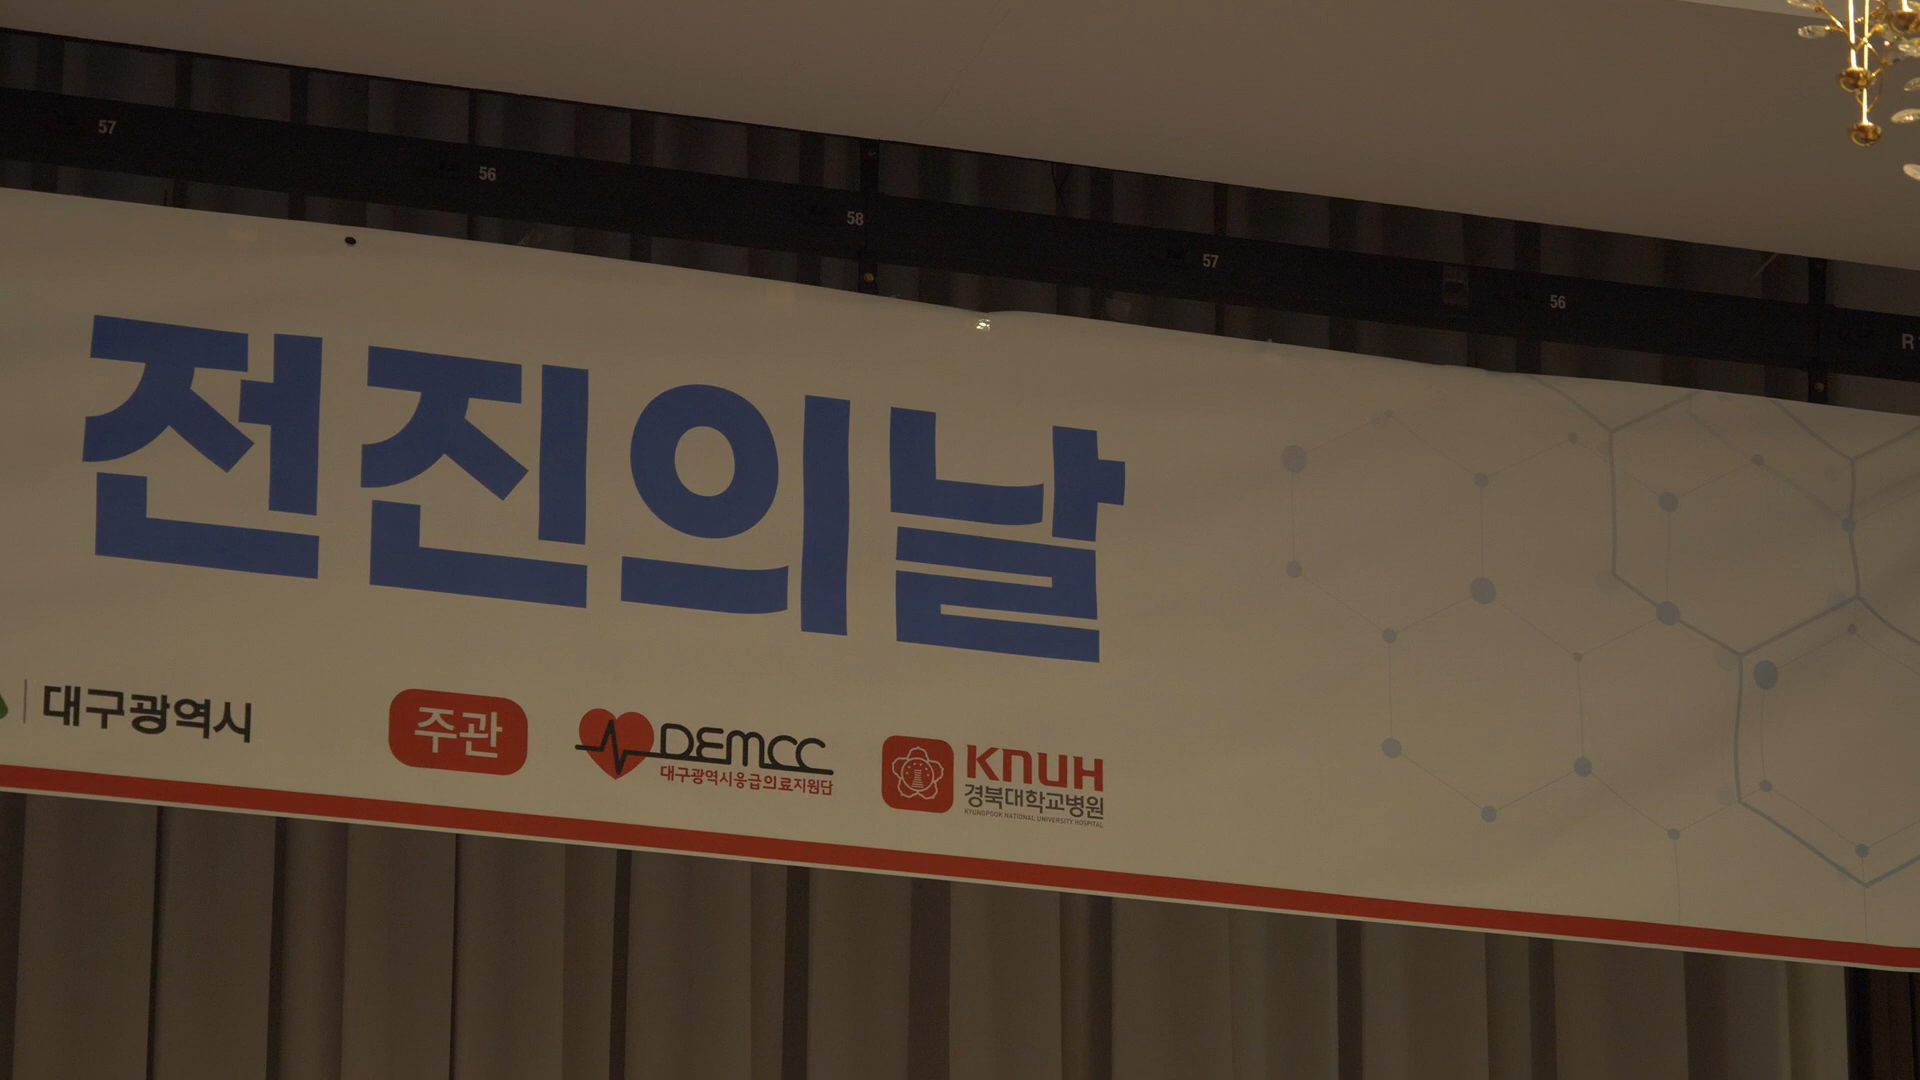 57
56
58
57
56
R
전진의날
대구광역시
주관
DEMCC
대구광역시응급의료지원단
KNUH
경북대학교병원
KYUNGPOOK NATIONAL UNIVERSITY HOSPITAL